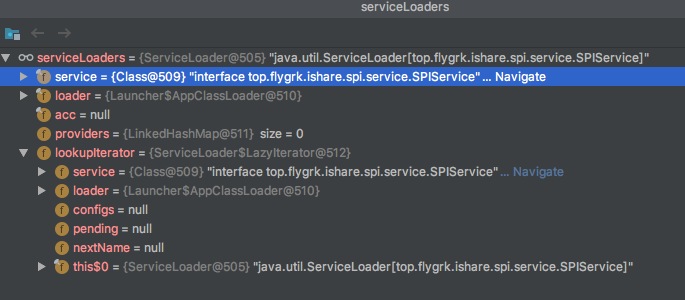 serviceLoaders
serviceLoaders = {ServiceLoader@505} "java.util.ServiceLoader[top.flygrk.ishare.spi.service.SPIService]"
service = {Class@509} "interface top.flygrk.ishare.spi.service.SPIService" ... Navigate
loader = {Launcher$AppClassLoader@510}
acc = null
providers = {LinkedHashMap@511} size = 0
lookupIterator = {ServiceLoader$LazyIterator@512}
service = {Class@509} "interface top.flygrk.ishare.spi.service.SPIService" ... Navigate
loader = {Launcher$AppClassLoader@510}
configs = null
pending = null
nextName = null
this$0 = {ServiceLoader@505} "java.util.ServiceLoader[top.flygrk.ishare.spi.service.SPIService]"